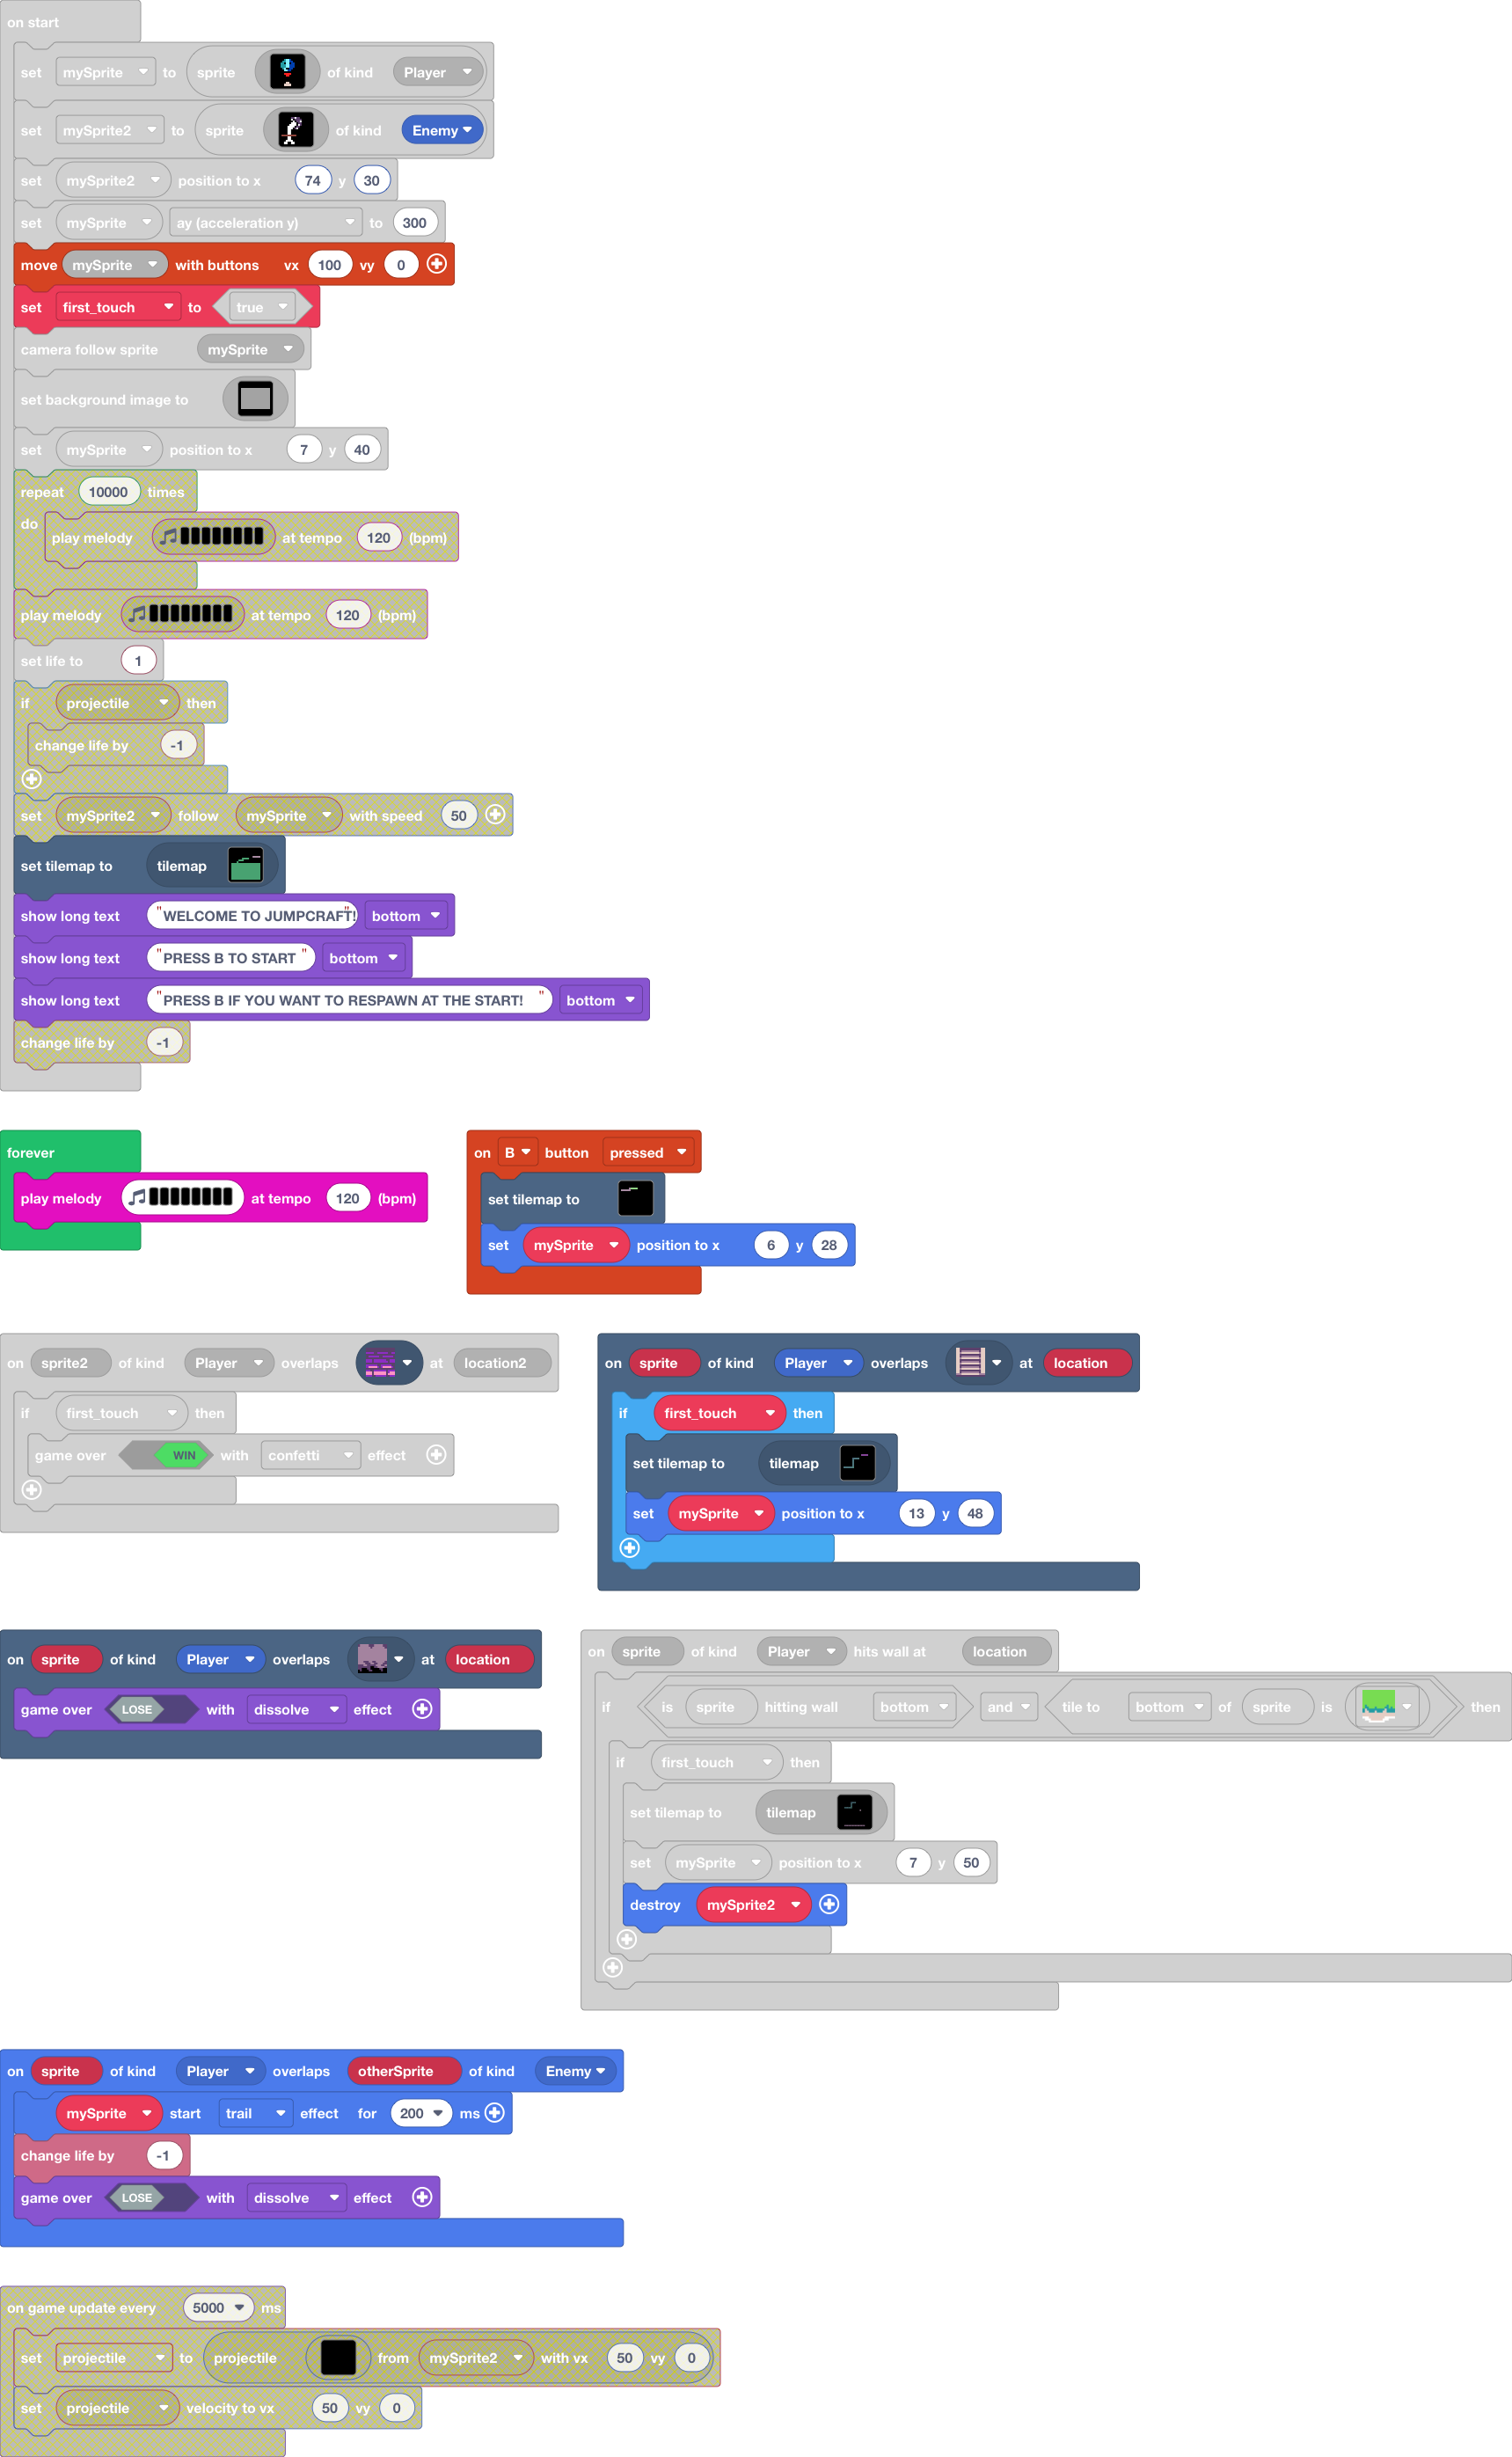 on start
set mySprite to sprite of kind Player
set mySprite2 to sprite of kind Enemy
set mySprite2 position to x 74 y 30
set mySprite ay (acceleration y) to 300
move mySprite with buttons vx 100 vy 0
set first_touch to true
camera follow sprite mySprite
set background image to
set mySprite position to x 7 y 40
repeat 10000 times
do
play melody at tempo 120 (bpm)
play melody at tempo 120 (bpm)
set life to 1
if projectile then
change life by -1
set mySprite2 follow mySprite with speed 50
set tilemap to tilemap
show long text "WELCOME TO JUMPCRAFT!" bottom
show long text "PRESS B TO START " bottom
show long text "PRESS B IF YOU WANT TO RESPAWN AT THE START! " bottom
change life by -1
forever
play melody at tempo 120 (bpm)
on B button pressed
set tilemap to
set mySprite position to x 6 y 28
on sprite2 of kind Player overlaps at location2
if first_touch then
game over WIN with confetti effect
on sprite of kind Player overlaps at location
if first_touch then
set tilemap to tilemap
set mySprite position to x 13 y 48
on sprite of kind Player overlaps at location
game over LOSE with dissolve effect
on sprite of kind Player hits wall at location
if is sprite hitting wall bottom and tile to bottom of sprite is then
if first_touch then
set tilemap to tilemap
set mySprite position to x 7 y 50
destroy mySprite2
on sprite of kind Player overlaps otherSprite of kind Enemy
mySprite start trail effect for 200 ms
change life by -1
game over LOSE with dissolve effect
on game update every 5000 ms
set projectile to projectile from mySprite2 with vx 50 vy 0
set projectile velocity to vx 50 vy 0